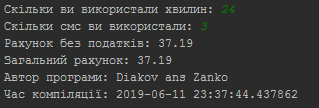 Скільки ви використали хвилин: 24
Скільки смс ви використали: 3
Рахунок без податків: 37.19
Загальний рахунок: 37.19
Автор програми: Diakov ans Zanko
Час компіляції: 2019-06-11 23:37:44.437862